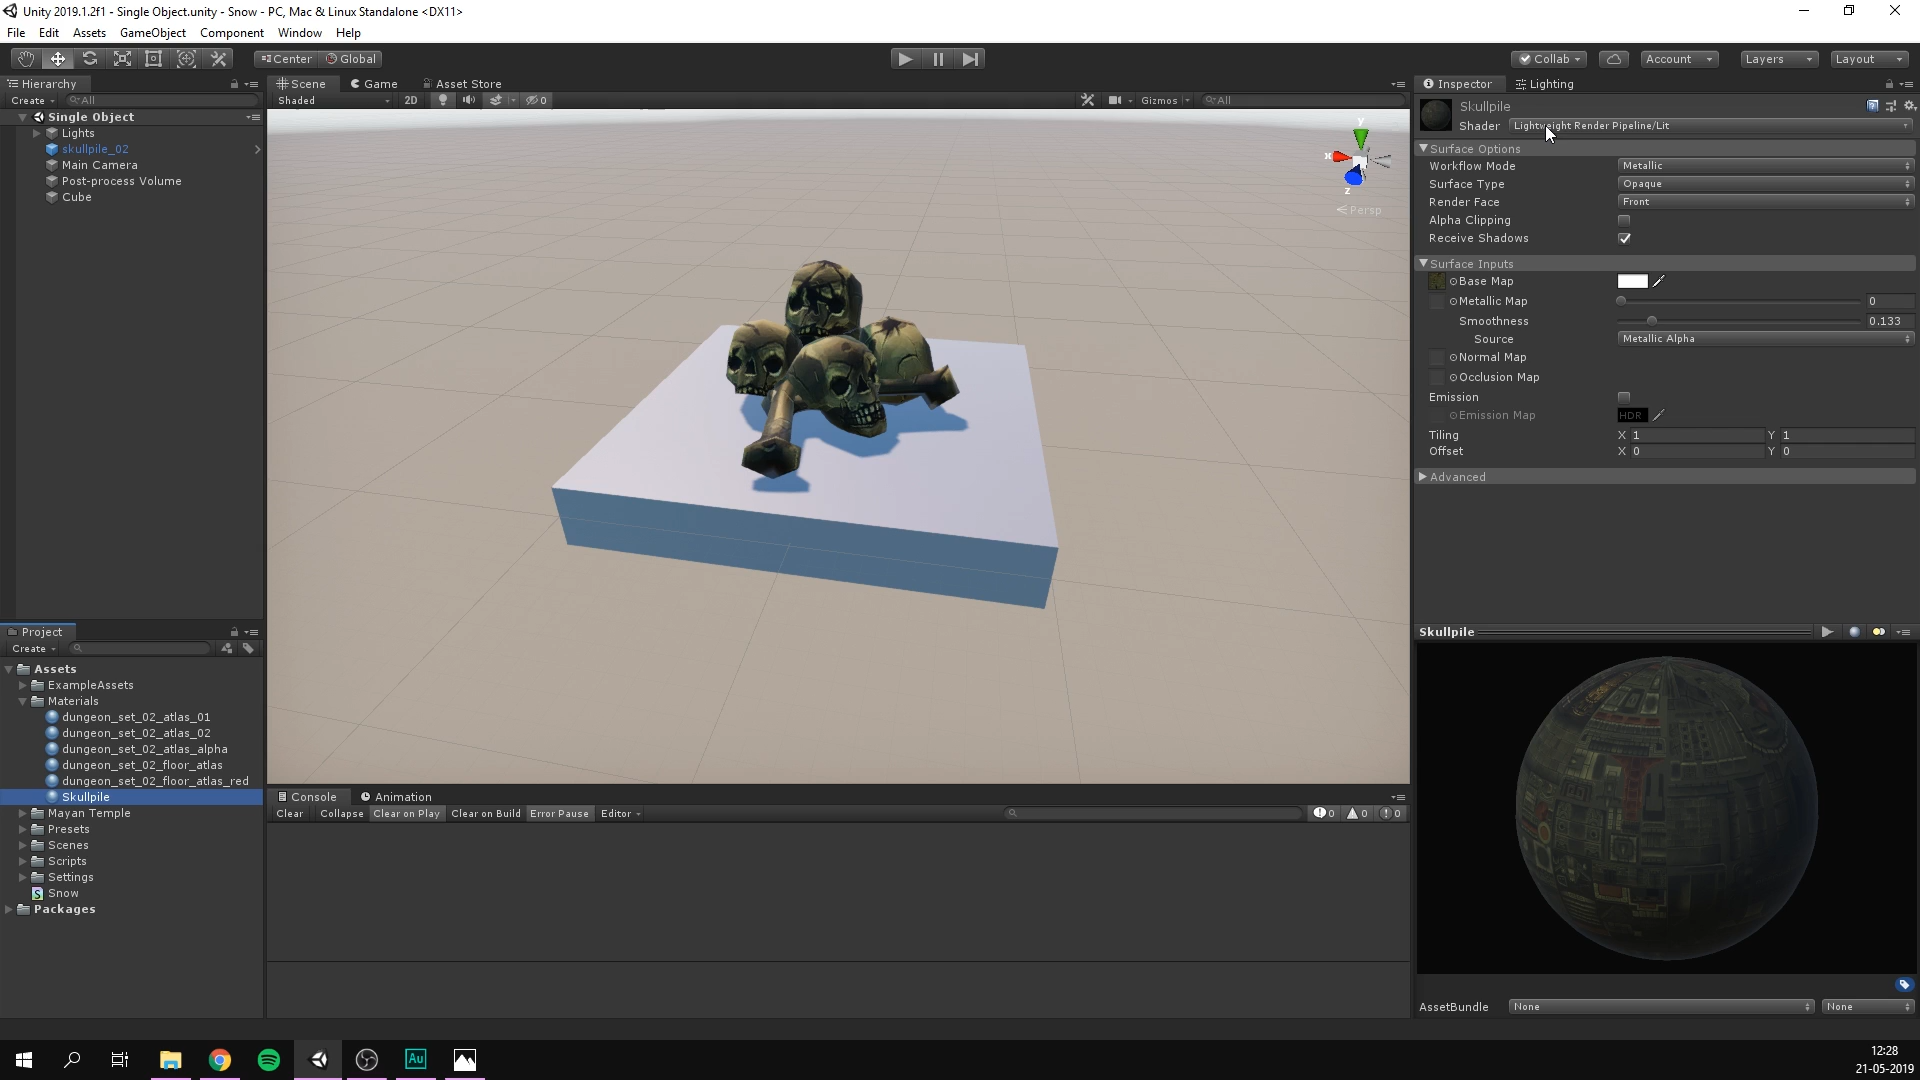 Unity 2019.1.2f1 - Single Object.unity - Snow - PC, Mac & Linux Standalone <DX11>
File Edit Assets GameObject Component Window Help
Center Global Collab Account Layers Layout
Hierarchy
Create All
Single Object
Lights
skullpile_02
Main Camera
Post-process Volume
Cube
Scene Game Asset Store
Shaded 2D 0 Gizmos All
y
x
z
Persp
Inspector Lighting
Skullpile
Shader Lightweight Render Pipeline/Lit
Surface Options
Workflow Mode Metallic
Surface Type Opaque
Render Face Front
Alpha Clipping
Receive Shadows
Surface Inputs
Base Map
Metallic Map 0
Smoothness 0.133
Source Metallic Alpha
Normal Map
Occlusion Map
Emission
Emission Map HDR
Tiling X 1 Y 1
Offset X 0 Y 0
Advanced
Project
Create
Assets
ExampleAssets
Materials
dungeon_set_02_atlas_01
dungeon_set_02_atlas_02
dungeon_set_02_atlas_alpha
dungeon_set_02_floor_atlas
dungeon_set_02_floor_atlas_red
Skullpile
Mayan Temple
Presets
Scenes
Scripts
Settings
Snow
Packages
Console Animation
Clear Collapse Clear on Play Clear on Build Error Pause Editor 0 0 0
Skullpile
AssetBundle None None
Au
12:28
21-05-2019